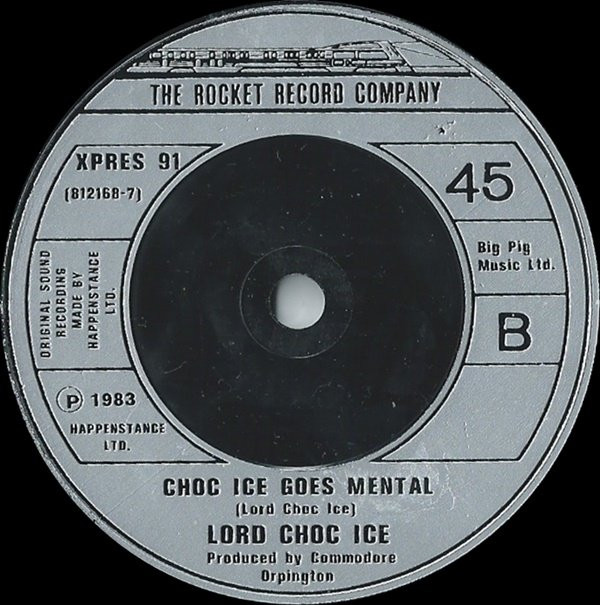 THE ROCKET RECORD COMPANY
XPRES 91
(812168-7)
45
Big Pig
Music Ltd.
ORIGINAL SOUND
RECORDING
MADE BY
HAPPENSTANCE
LTD.
B
Ⓟ 1983
HAPPENSTANCE
LTD.
CHOC ICE GOES MENTAL
(Lord Choc Ice)
LORD CHOC ICE
Produced by Commodore
Orpington